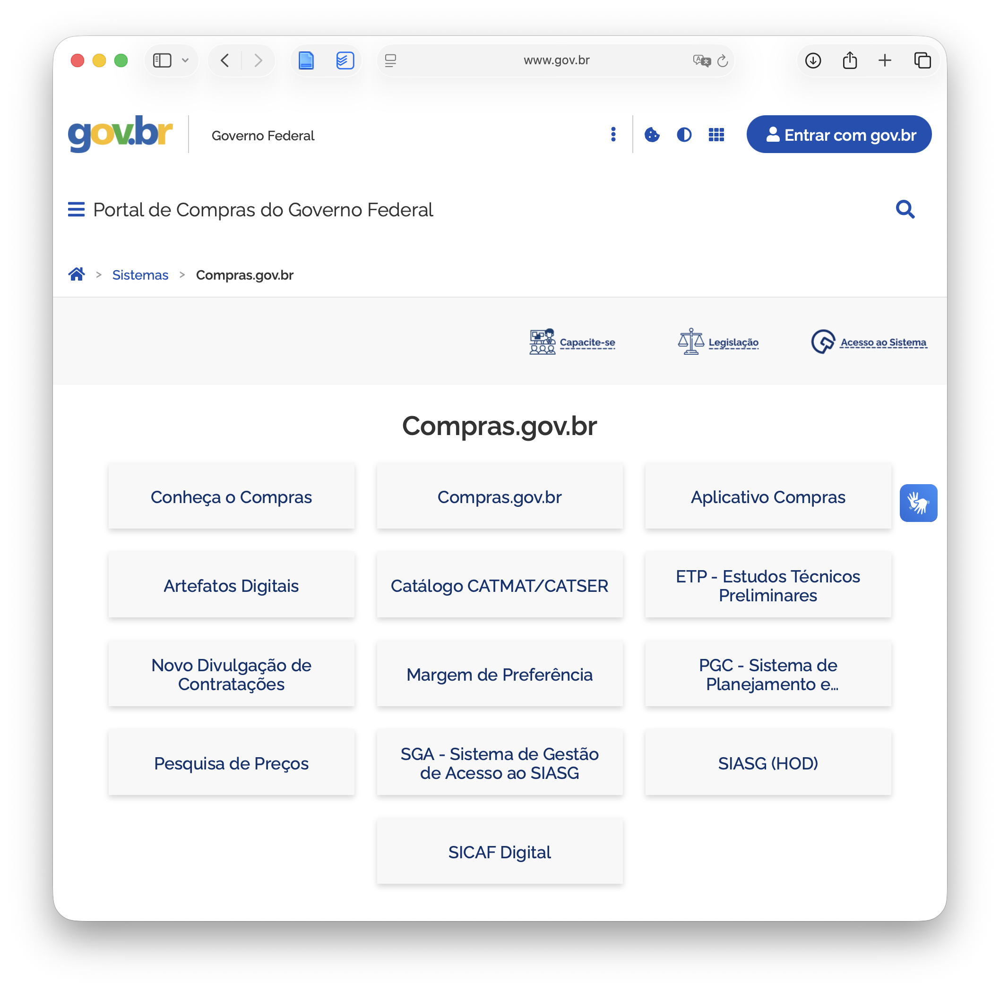 www.gov.br
gov.br
Governo Federal
Entrar com gov.br
Portal de Compras do Governo Federal
> Sistemas > Compras.gov.br
Capacite-se
Legislação
Acesso ao Sistema
Compras.gov.br
Conheça o Compras
Compras.gov.br
Aplicativo Compras
Artefatos Digitais
Catálogo CATMAT/CATSER
ETP - Estudos Técnicos
Preliminares
Novo Divulgação de
Contratações
Margem de Preferência
PGC - Sistema de
Planejamento e...
Pesquisa de Preços
SGA - Sistema de Gestão
de Acesso ao SIASG
SIASG (HOD)
SICAF Digital